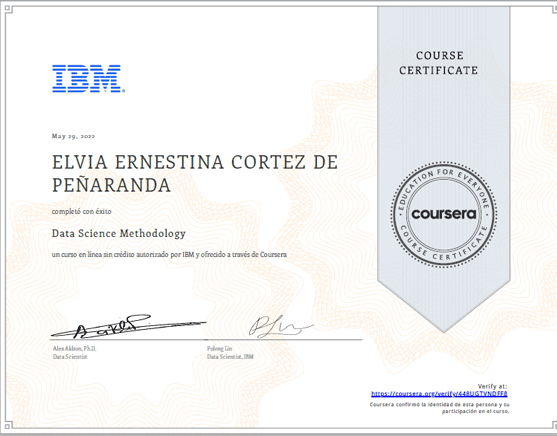 COURSE
CERTIFICATE
IBM
May 29, 2022
ELVIA ERNESTINA CORTEZ DE
PEÑARANDA
completó con éxito
Data Science Methodology
un curso en línea sin crédito autorizado por IBM y ofrecido a través de Coursera
EDUCATION FOR EVERYONE
coursera
COURSE CERTIFICATE
Alex Aklson, Ph.D.
Data Scientist
Polong Lin
Data Scientist, IBM
Verify at:
https://coursera.org/verify/448UGTVNDFF8
Coursera confirmó la identidad de esta persona y su
participación en el curso.